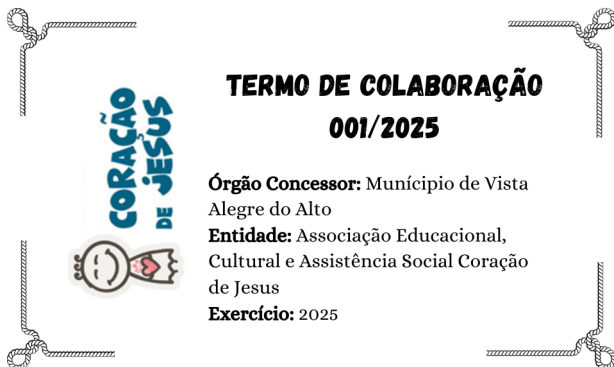 CORAÇÃO
DE JESUS
TERMO DE COLABORAÇÃO
001/2025
Órgão Concessor: Munícipio de Vista
Alegre do Alto
Entidade: Associação Educacional,
Cultural e Assistência Social Coração
de Jesus
Exercício: 2025